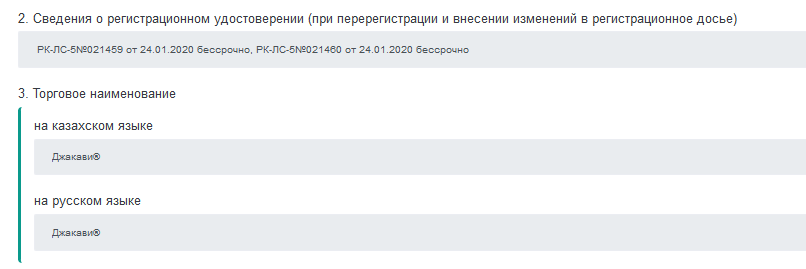 2. Сведения о регистрационном удостоверении (при перерегистрации и внесении изменений в регистрационное досье)
РК-ЛС-5№021459 от 24.01.2020 бессрочно, РК-ЛС-5№021460 от 24.01.2020 бессрочно
3. Торговое наименование
на казахском языке
Джакави®
на русском языке
Джакави®